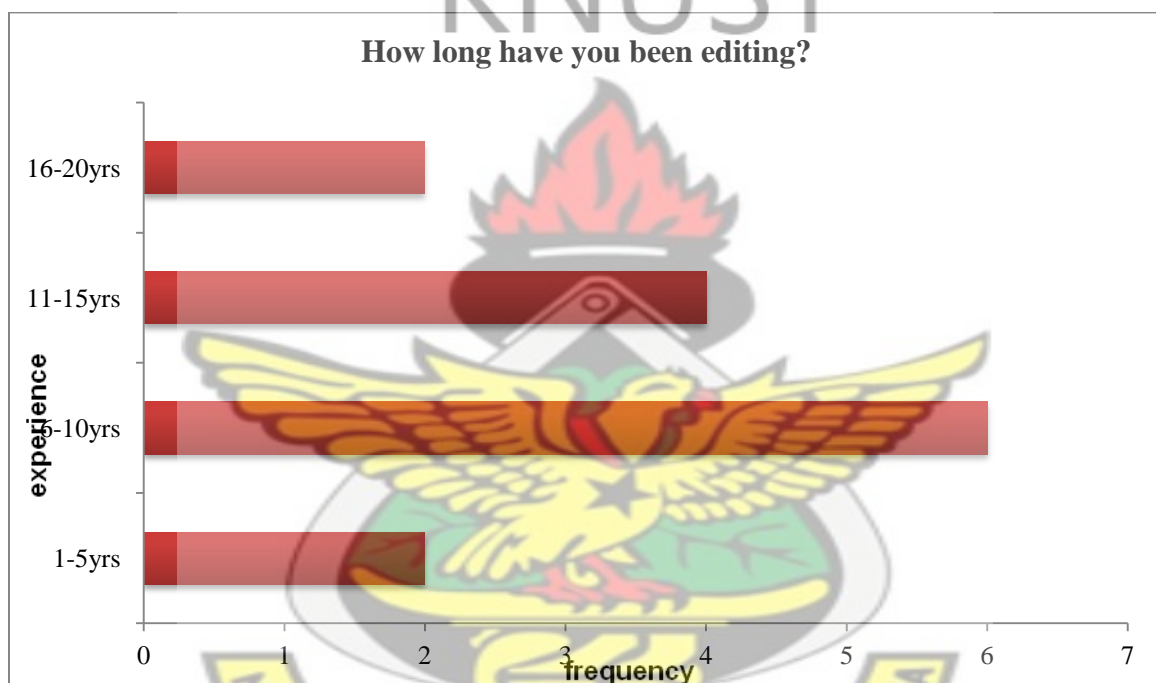 KNUST
How long have you been editing?
16-20yrs
11-15yrs
6-10yrs
1-5yrs
experience
0 1 2 3 4 5 6 7
frequency